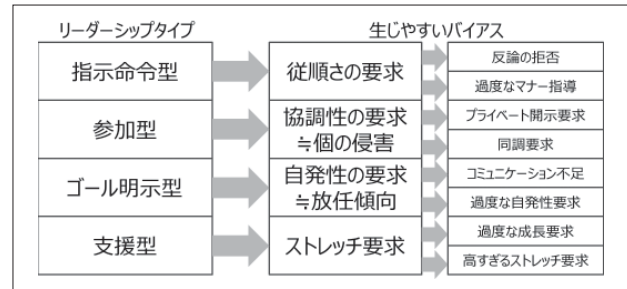 リーダーシップタイプ
生じやすいバイアス
指示命令型
従順さの要求
反論の拒否
過度なマナー指導
参加型
協調性の要求
≒個の侵害
プライベート開示要求
同調要求
ゴール明示型
自発性の要求
≒放任傾向
コミュニケーション不足
過度な自発性要求
支援型
ストレッチ要求
過度な成長要求
高すぎるストレッチ要求